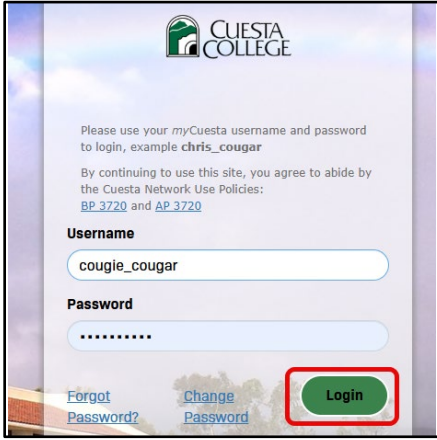 CUESTA
COLLEGE
Please use your myCuesta username and password
to login, example chris_cougar
By continuing to use this site, you agree to abide by
the Cuesta Network Use Policies:
BP 3720 and AP 3720
Username
cougie_cougar
Password
••••••••••
Forgot
Password?
Change
Password
Login